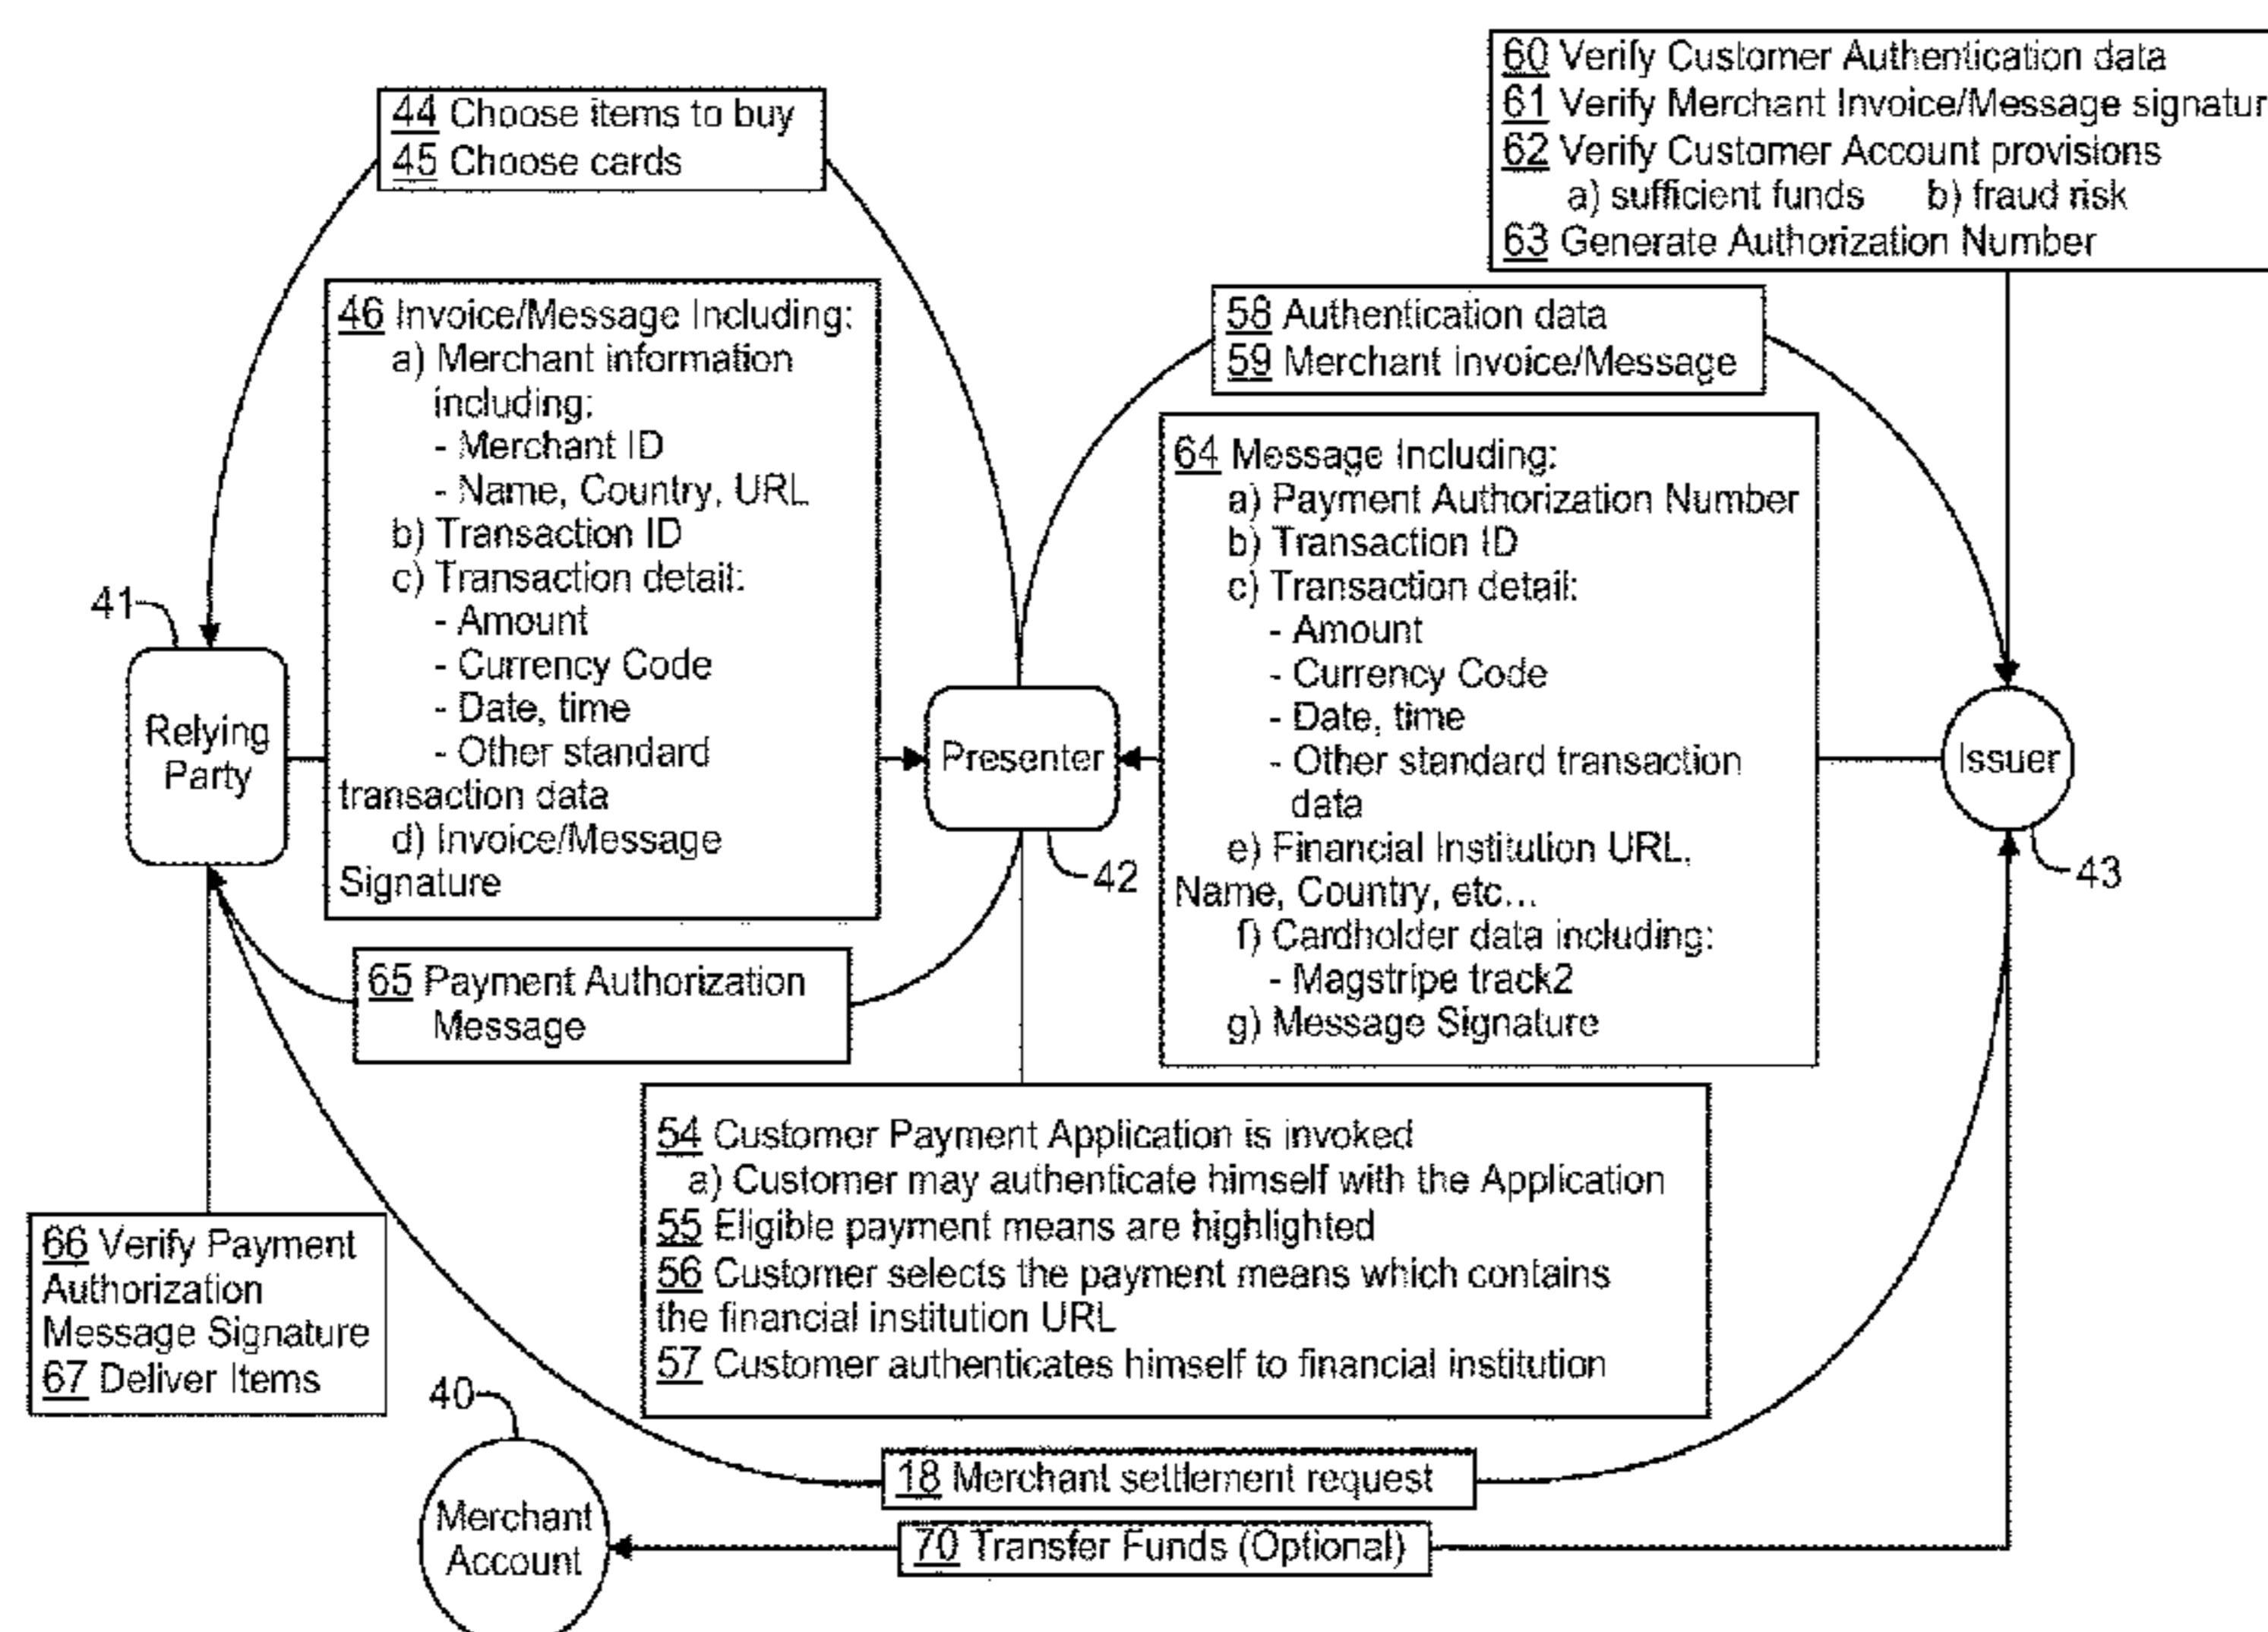 60 Verify Customer Authentication data
61 Verify Merchant Invoice/Message signatur
62 Verify Customer Account provisions
a) sufficient funds b) fraud risk
63 Generate Authorization Number
44 Choose items to buy
45 Choose cards
46 Invoice/Message Including:
a) Merchant information
including:
- Merchant ID
- Name, Country, URL
b) Transaction ID
c) Transaction detail:
- Amount
- Currency Code
- Date, time
- Other standard
transaction data
d) Invoice/Message
Signature
58 Authentication data
59 Merchant Invoice/Message
64 Message Including:
a) Payment Authorization Number
b) Transaction ID
c) Transaction detail:
- Amount
- Currency Code
- Date, time
- Other standard transaction
data
e) Financial Institution URL,
Name, Country, etc...
f) Cardholder data including:
- Magstripe track2
g) Message Signature
41
Relying
Party
Presenter
42
Issuer
43
65 Payment Authorization
Message
54 Customer Payment Application is invoked
a) Customer may authenticate himself with the Application
55 Eligible payment means are highlighted
56 Customer selects the payment means which contains
the financial institution URL
57 Customer authenticates himself to financial institution
66 Verify Payment
Authorization
Message Signature
67 Deliver Items
40
Merchant
Account
18 Merchant settlement request
70 Transfer Funds (Optional)